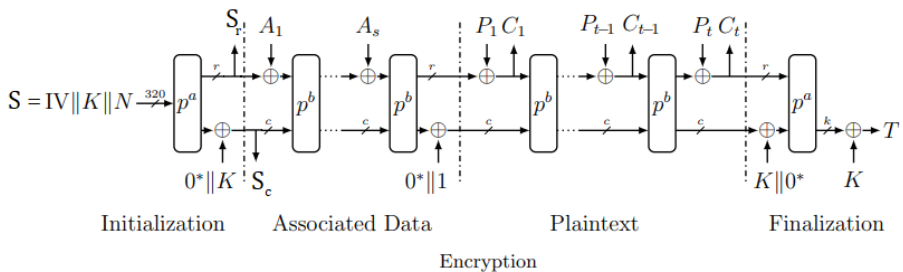 S_r A_1 A_s P_1 C_1 P_{t-1} C_{t-1} P_t C_t
r r r
S = IV‖K‖N 320 p^a p^b p^b p^b p^b p^a
c c c c c k T
0*‖K S_c 0*‖1 K‖0* K
Initialization Associated Data Plaintext Finalization
Encryption